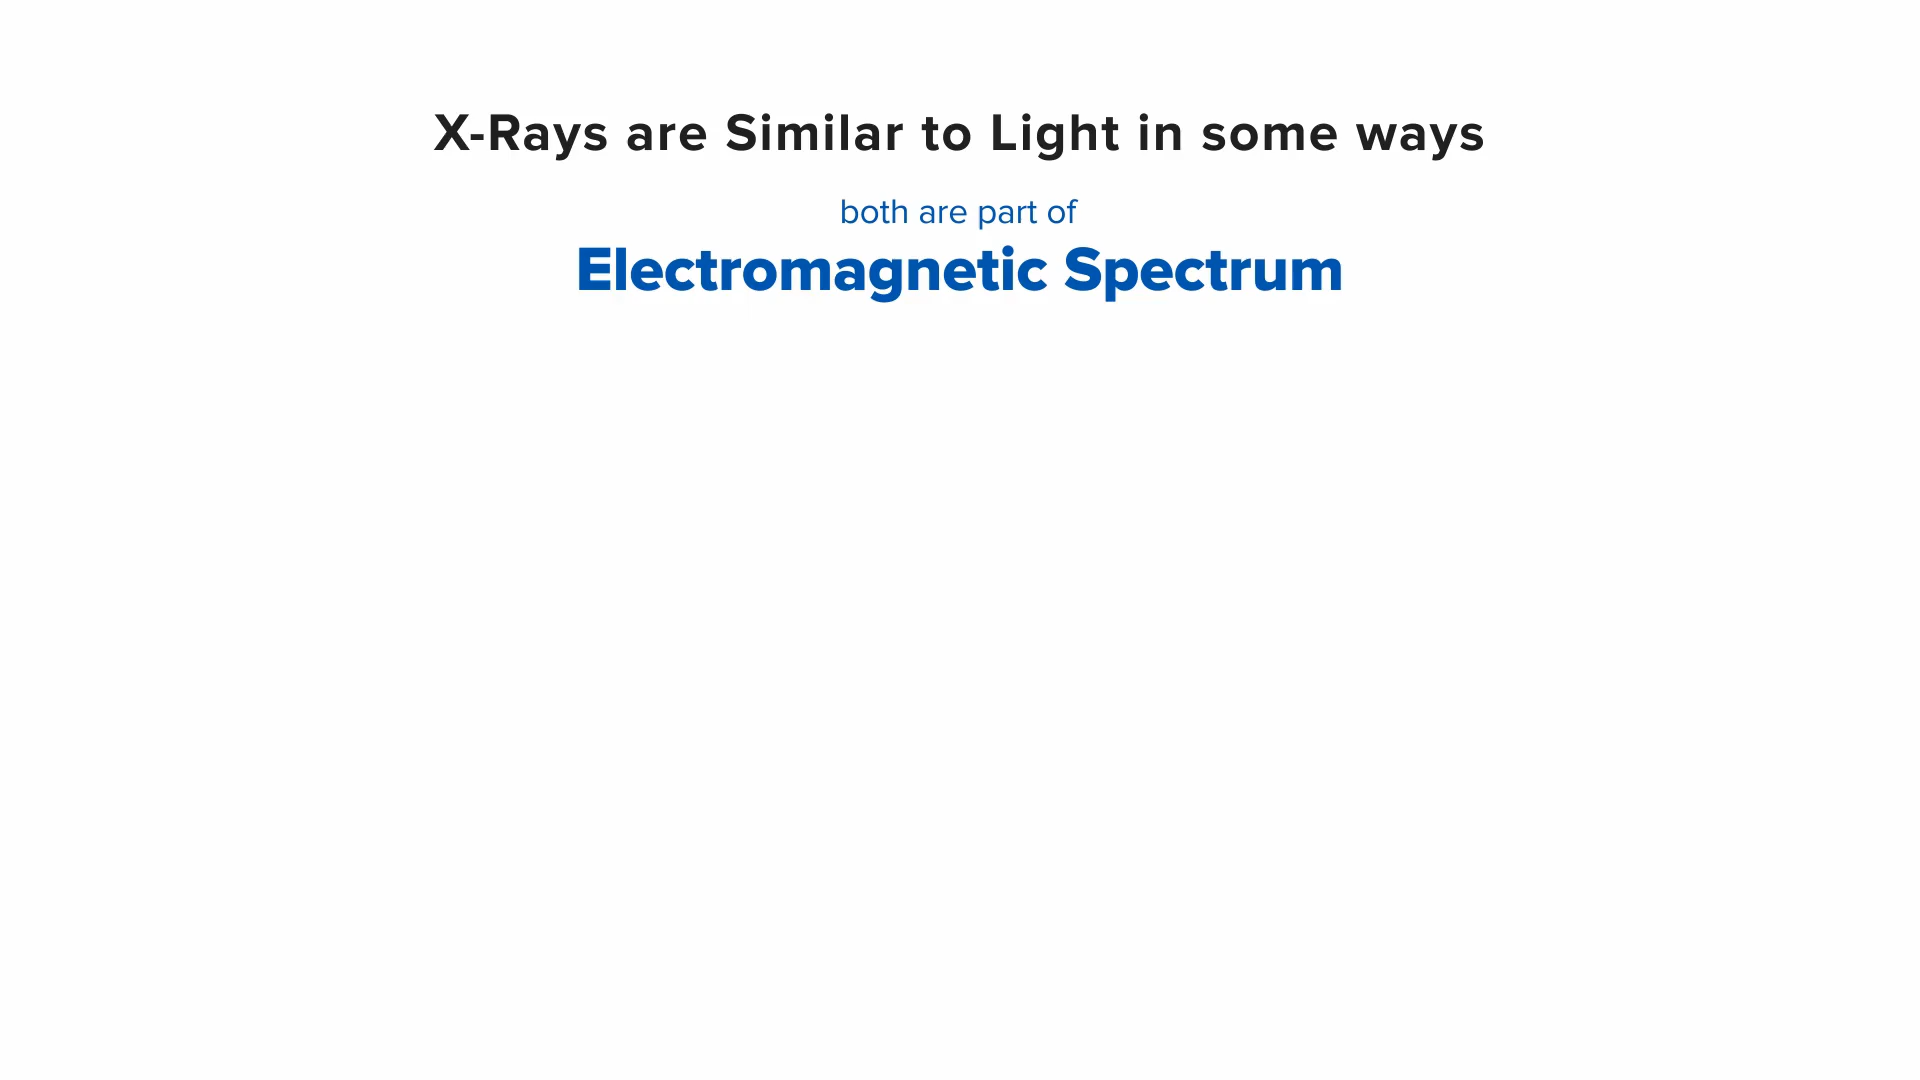 X-Rays are Similar to Light in some ways
both are part of
Electromagnetic Spectrum